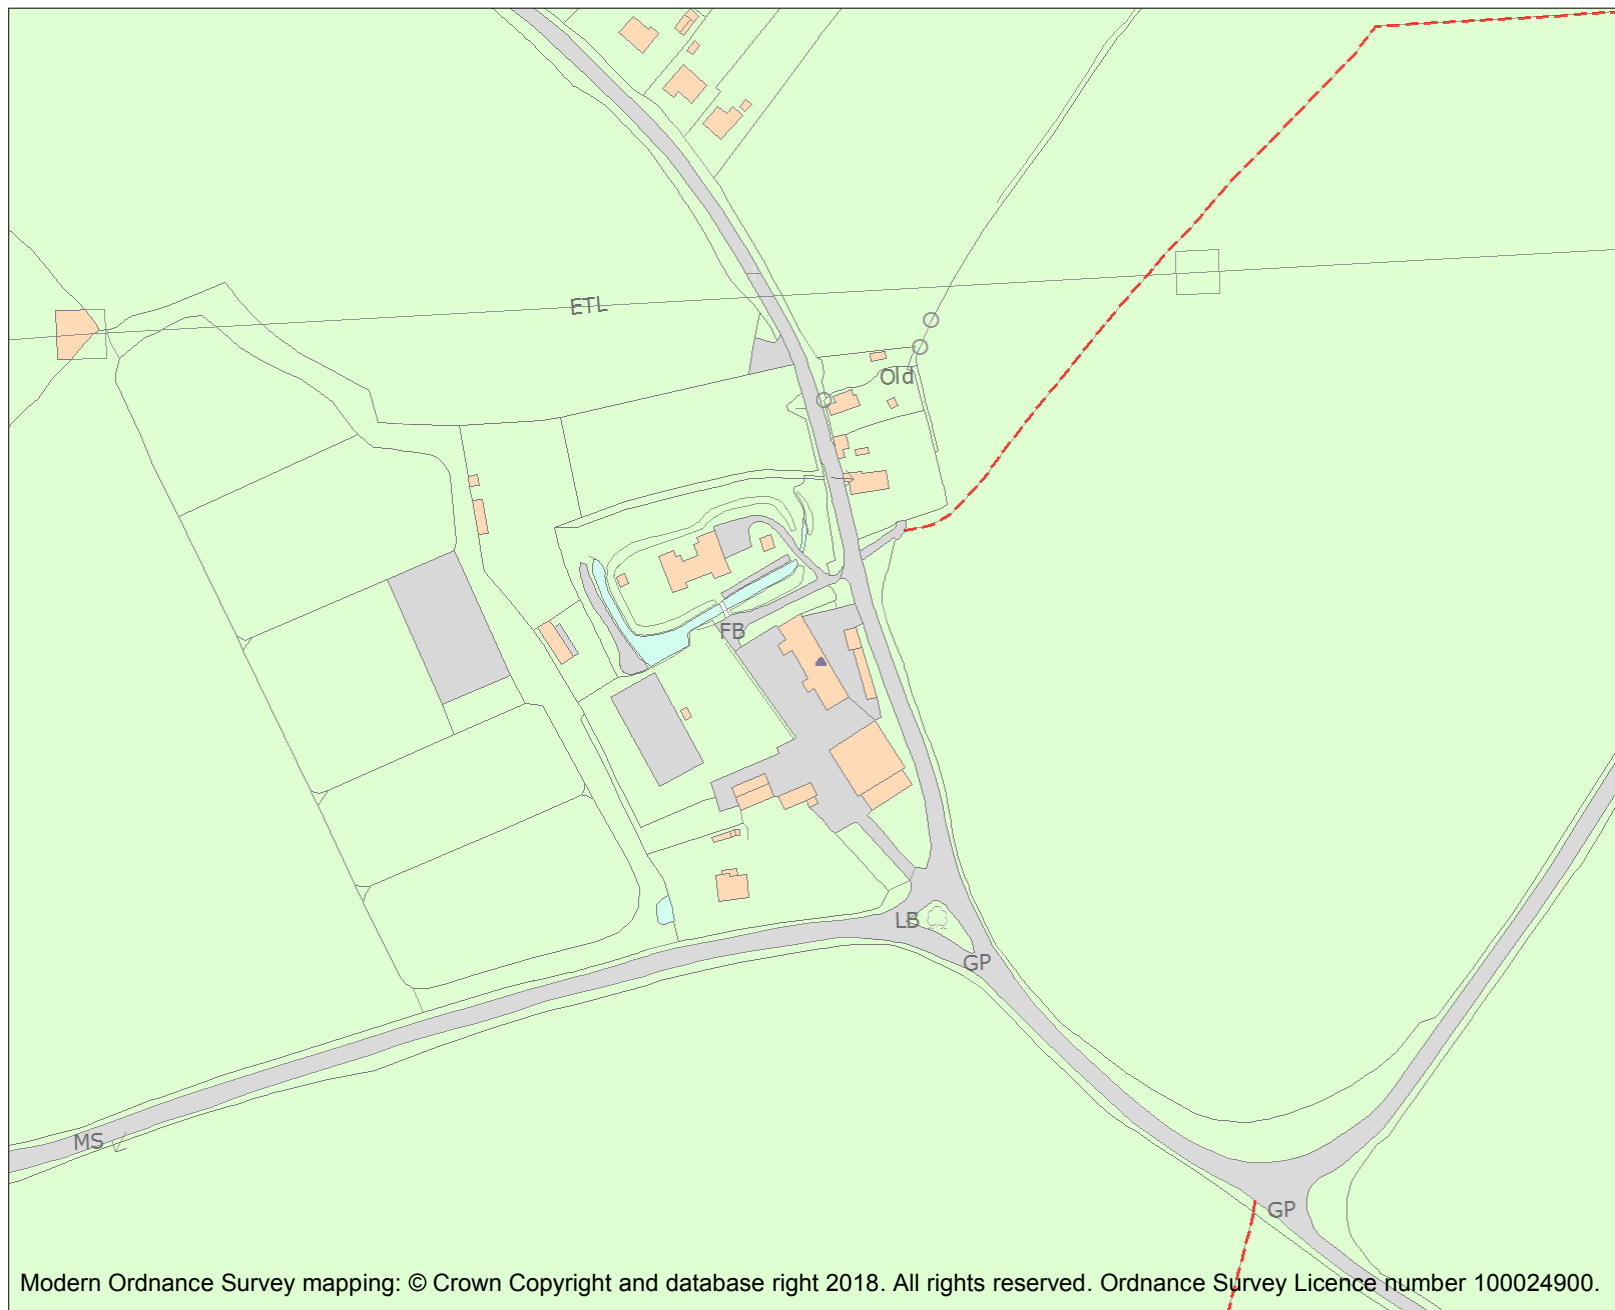 ETL
Old
FB
LB
GP
MS
GP
Modern Ordnance Survey mapping: © Crown Copyright and database right 2018. All rights reserved. Ordnance Survey Licence number 100024900.